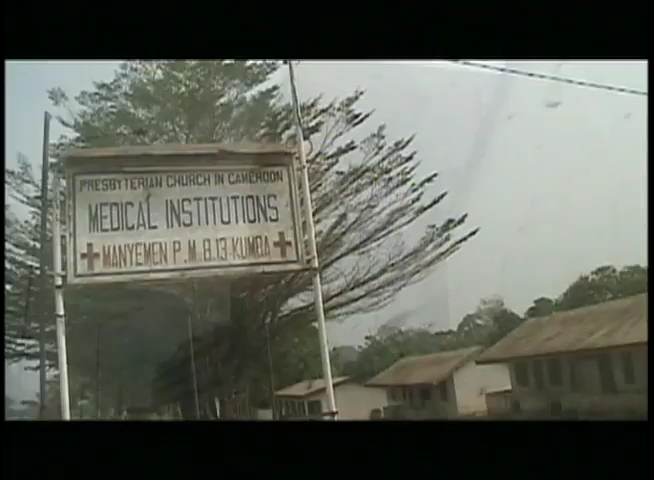 PRESBYTERIAN CHURCH IN CAMEROON
MEDICAL INSTITUTIONS
MANYEMEN P.M.B.13-KUMBA